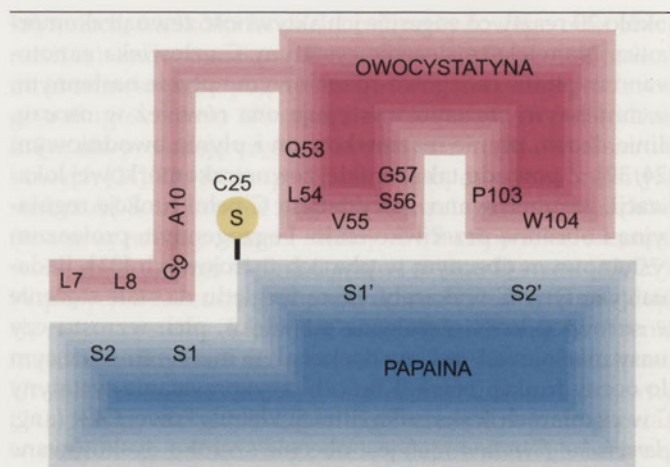 OWOCYSTATYNA
Q53
C25
G57
L54
S56
P103
A10
S
V55
W104
L7 L8 G9
S1’ S2’
S2 S1
PAPAINA